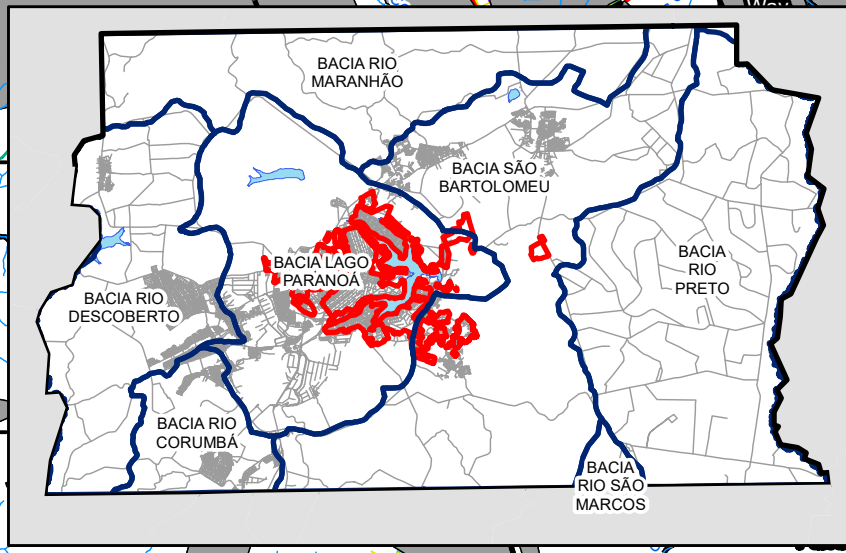 BACIA RIO
MARANHÃO
BACIA SÃO
BARTOLOMEU
BACIA LAGO
PARANOÁ
BACIA
RIO
PRETO
BACIA RIO
DESCOBERTO
BACIA RIO
CORUMBÁ
BACIA
RIO SÃO
MARCOS